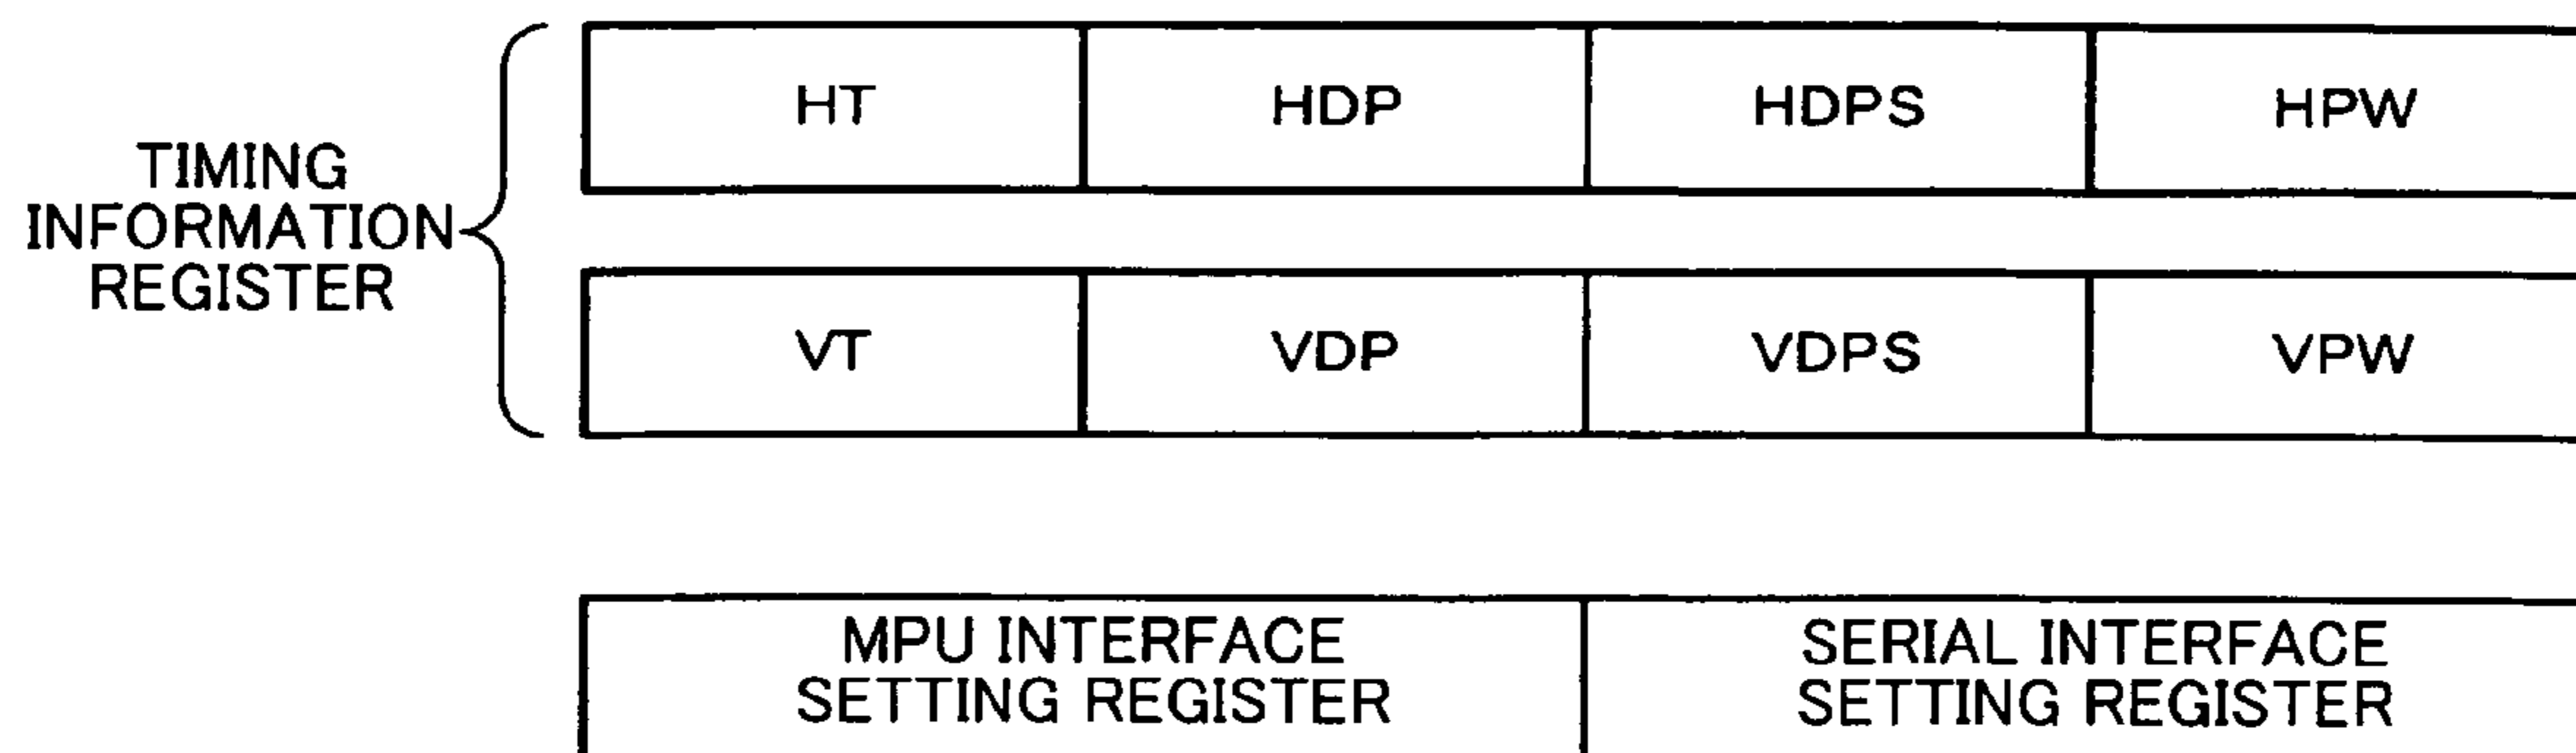 TIMING
INFORMATION
REGISTER
HT HDP HDPS HPW
VT VDP VDPS VPW
MPU INTERFACE
SETTING REGISTER
SERIAL INTERFACE
SETTING REGISTER